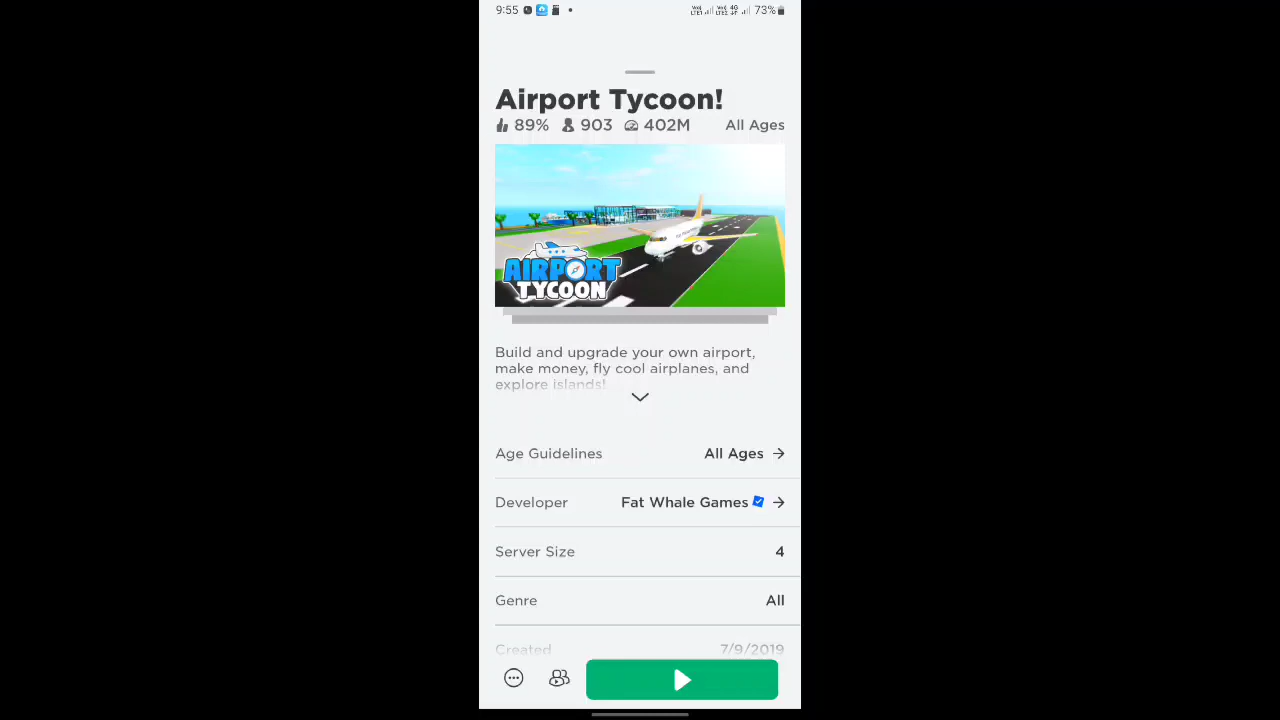 9:55 73%
Airport Tycoon!
89% 903 402M All Ages
AIRPORT
TYCOON
Build and upgrade your own airport,
make money, fly cool airplanes, and
explore islands!
Age Guidelines All Ages
Developer Fat Whale Games
Server Size 4
Genre All
Created 7/9/2019